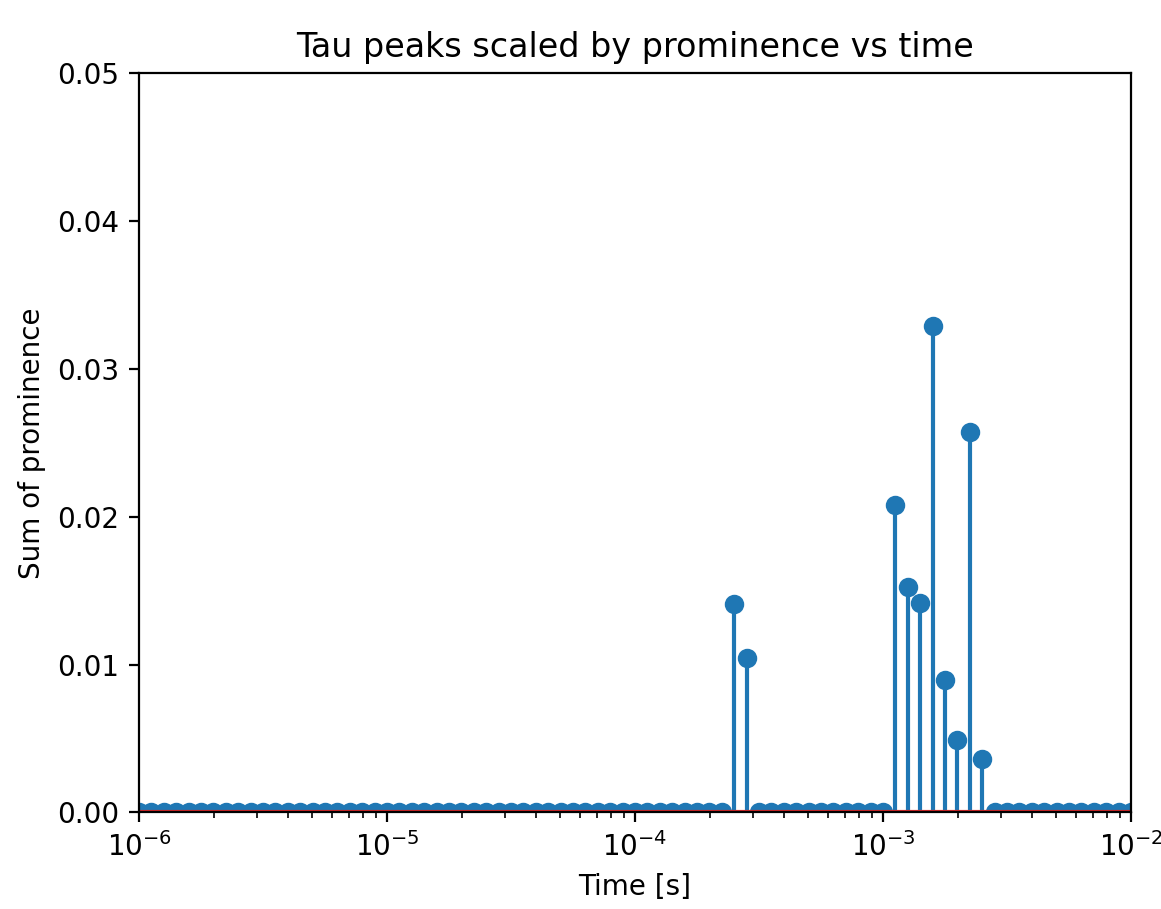 Tau peaks scaled by prominence vs time
0.05
0.04
0.03
0.02
0.01
0.00
Sum of prominence
10⁻⁶ 10⁻⁵ 10⁻⁴ 10⁻³ 10⁻²
Time [s]